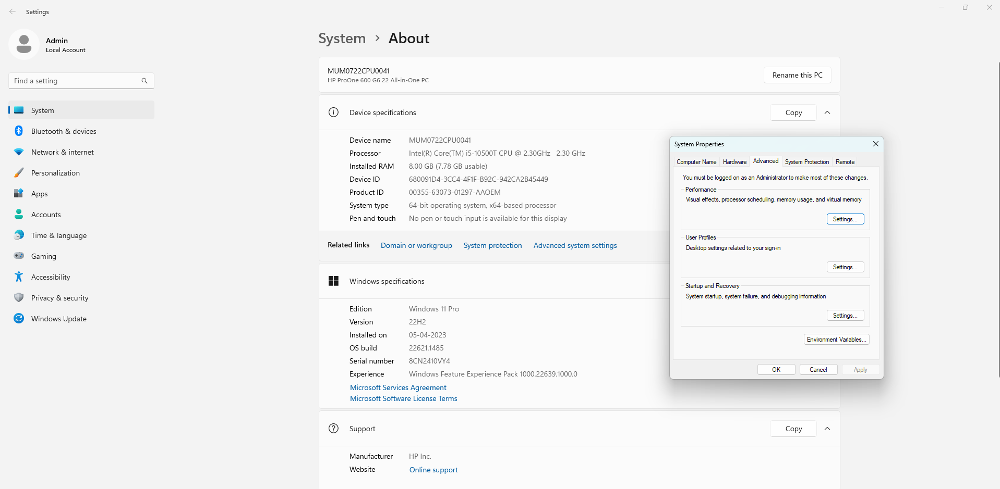 Settings
Admin
Local Account
Find a setting
System
Bluetooth & devices
Network & internet
Personalization
Apps
Accounts
Time & language
Gaming
Accessibility
Privacy & security
Windows Update
System > About
MUM0722CPU0041
HP ProOne 600 G6 22 All-in-One PC
Rename this PC
Device specifications
Copy
Device name MUM0722CPU0041
Processor Intel(R) Core(TM) i5-10500T CPU @ 2.30GHz 2.30 GHz
Installed RAM 8.00 GB (7.78 GB usable)
Device ID 680091D4-3CC4-4F1F-B92C-942CA2B45449
Product ID 00355-63073-01297-AAOEM
System type 64-bit operating system, x64-based processor
Pen and touch No pen or touch input is available for this display
Related links Domain or workgroup System protection Advanced system settings
Windows specifications
Edition Windows 11 Pro
Version 22H2
Installed on 05-04-2023
OS build 22621.1485
Serial number 8CN2410VY4
Experience Windows Feature Experience Pack 1000.22639.1000.0
Microsoft Services Agreement
Microsoft Software License Terms
Support
Copy
Manufacturer HP Inc.
Website Online support
System Properties
Computer Name Hardware Advanced System Protection Remote
You must be logged on as an Administrator to make most of these changes.
Performance
Visual effects, processor scheduling, memory usage, and virtual memory
Settings...
User Profiles
Desktop settings related to your sign-in
Settings...
Startup and Recovery
System startup, system failure, and debugging information
Settings...
Environment Variables...
OK Cancel Apply